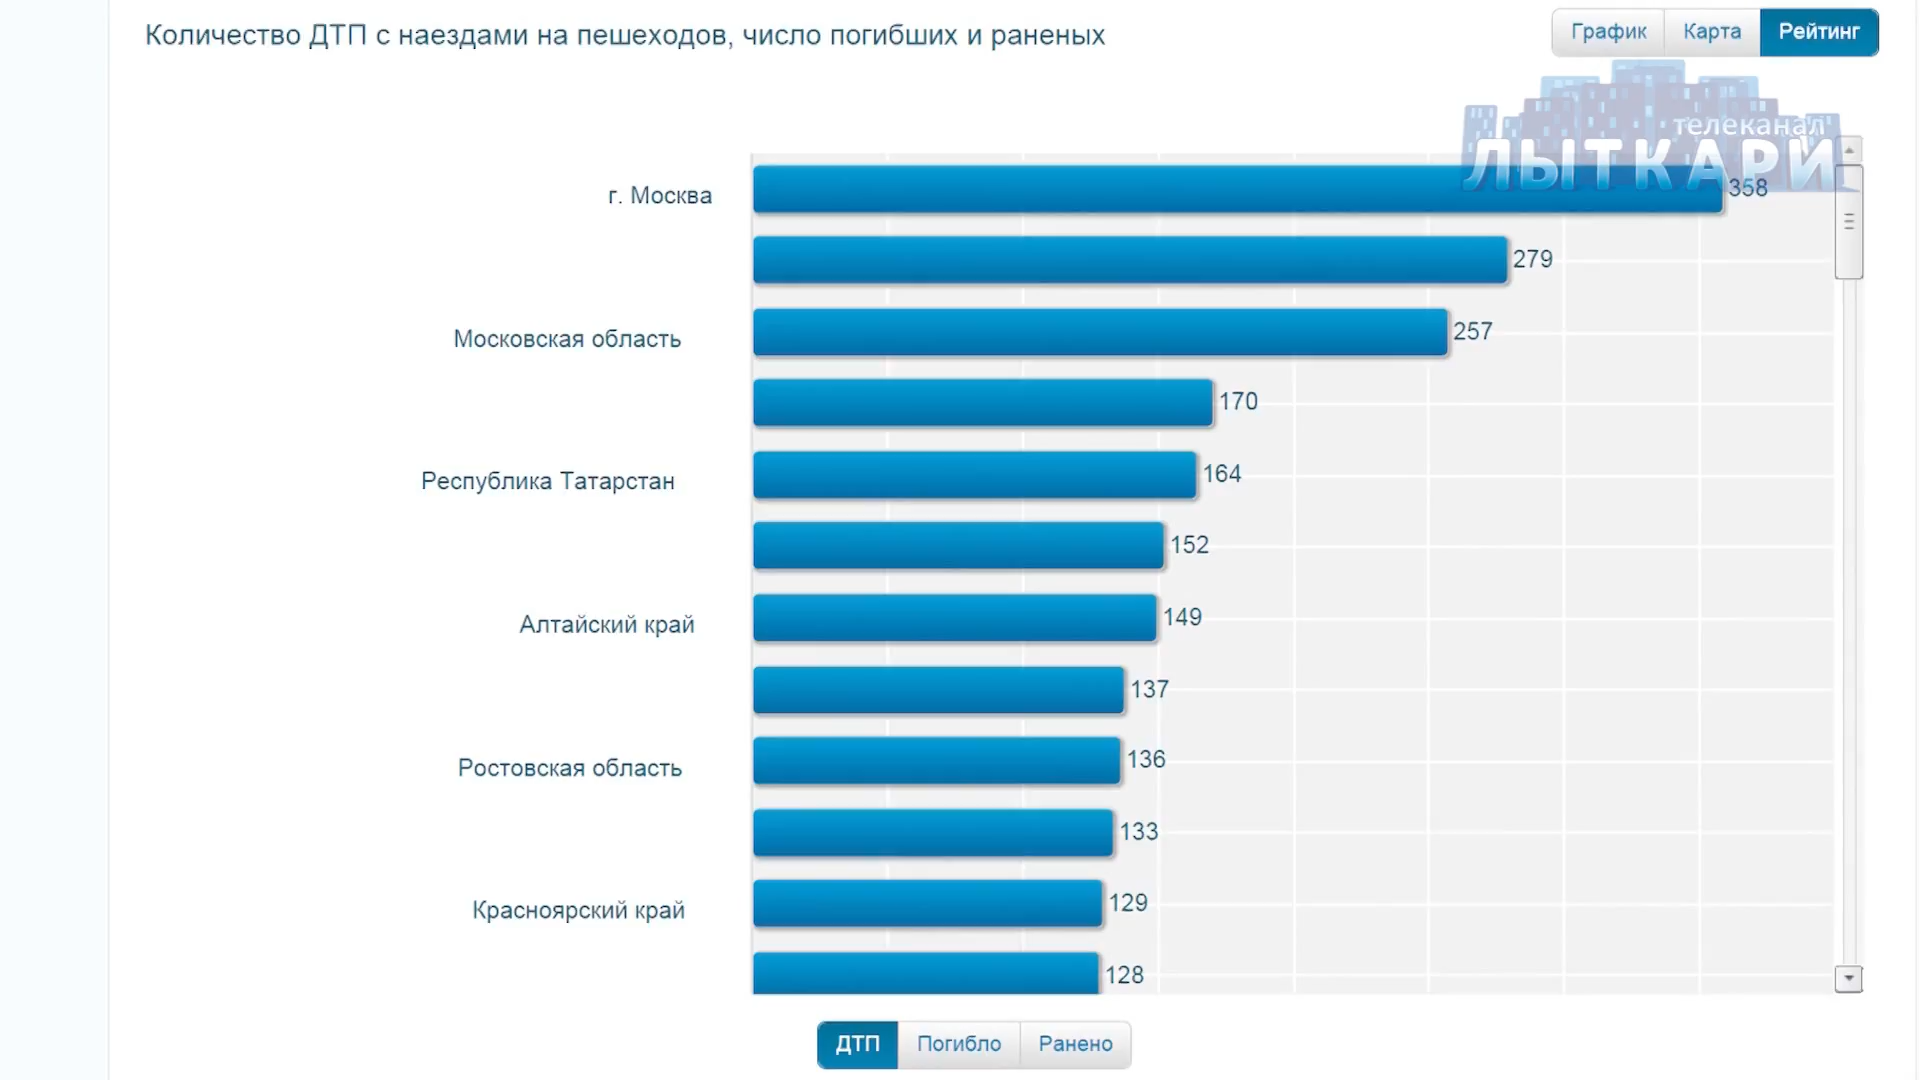 Количество ДТП с наездами на пешеходов, число погибших и раненых
График Карта Рейтинг
телеканал
ЛЫТКАРИ
г. Москва 358
279
Московская область 257
170
Республика Татарстан 164
152
Алтайский край 149
137
Ростовская область 136
133
Красноярский край 129
128
ДТП Погибло Ранено